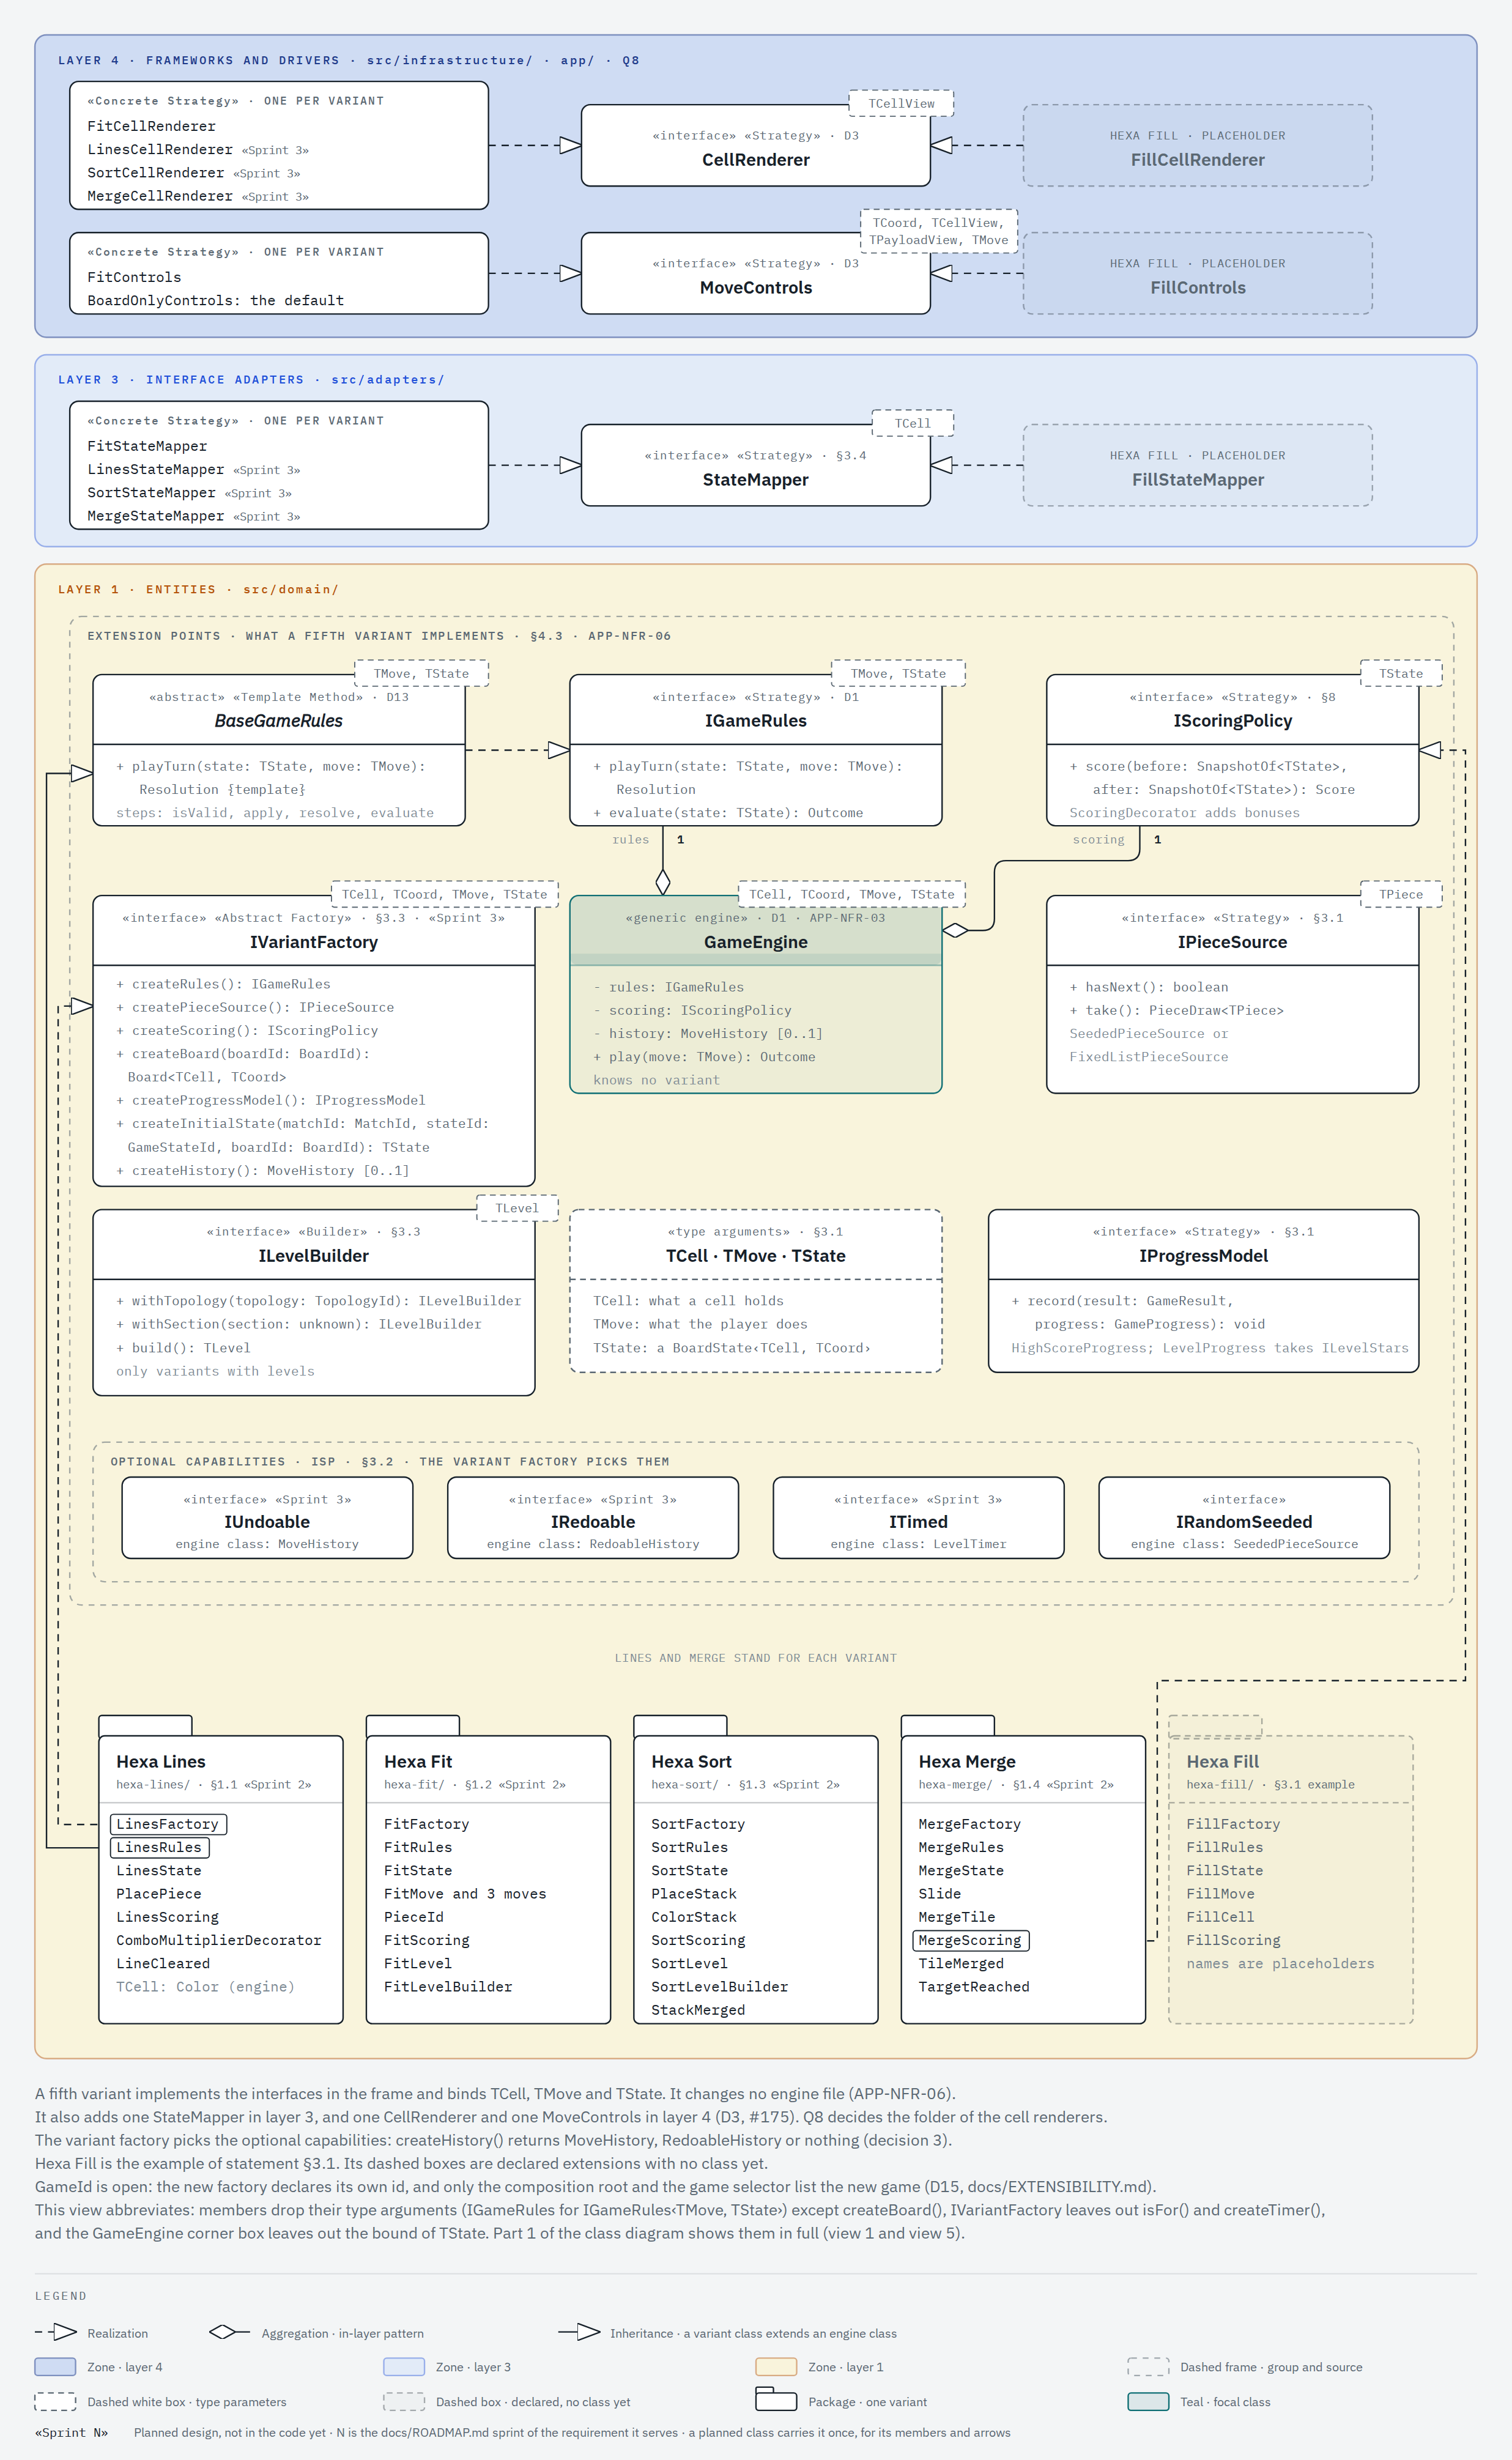 LAYER 4 · FRAMEWORKS AND DRIVERS · src/infrastructure/ · app/ · Q8
«Concrete Strategy» · ONE PER VARIANT
FitCellRenderer
LinesCellRenderer «Sprint 3»
SortCellRenderer «Sprint 3»
MergeCellRenderer «Sprint 3»
TCellView
«interface» «Strategy» · D3
CellRenderer
HEXA FILL · PLACEHOLDER
FillCellRenderer
«Concrete Strategy» · ONE PER VARIANT
FitControls
BoardOnlyControls: the default
TCoord, TCellView,
TPayloadView, TMove
«interface» «Strategy» · D3
MoveControls
HEXA FILL · PLACEHOLDER
FillControls
LAYER 3 · INTERFACE ADAPTERS · src/adapters/
«Concrete Strategy» · ONE PER VARIANT
FitStateMapper
LinesStateMapper «Sprint 3»
SortStateMapper «Sprint 3»
MergeStateMapper «Sprint 3»
TCell
«interface» «Strategy» · §3.4
StateMapper
HEXA FILL · PLACEHOLDER
FillStateMapper
LAYER 1 · ENTITIES · src/domain/
EXTENSION POINTS · WHAT A FIFTH VARIANT IMPLEMENTS · §4.3 · APP-NFR-06
TMove, TState
«abstract» «Template Method» · D13
BaseGameRules
+ playTurn(state: TState, move: TMove):
Resolution {template}
steps: isValid, apply, resolve, evaluate
TMove, TState
«interface» «Strategy» · D1
IGameRules
+ playTurn(state: TState, move: TMove):
Resolution
+ evaluate(state: TState): Outcome
TState
«interface» «Strategy» · §8
IScoringPolicy
+ score(before: SnapshotOf<TState>,
after: SnapshotOf<TState>): Score
ScoringDecorator adds bonuses
rules 1
scoring 1
TCell, TCoord, TMove, TState
«interface» «Abstract Factory» · §3.3 · «Sprint 3»
IVariantFactory
+ createRules(): IGameRules
+ createPieceSource(): IPieceSource
+ createScoring(): IScoringPolicy
+ createBoard(boardId: BoardId):
Board<TCell, TCoord>
+ createProgressModel(): IProgressModel
+ createInitialState(matchId: MatchId, stateId:
GameStateId, boardId: BoardId): TState
+ createHistory(): MoveHistory [0..1]
TCell, TCoord, TMove, TState
«generic engine» · D1 · APP-NFR-03
GameEngine
- rules: IGameRules
- scoring: IScoringPolicy
- history: MoveHistory [0..1]
+ play(move: TMove): Outcome
knows no variant
TPiece
«interface» «Strategy» · §3.1
IPieceSource
+ hasNext(): boolean
+ take(): PieceDraw<TPiece>
SeededPieceSource or
FixedListPieceSource
TLevel
«interface» «Builder» · §3.3
ILevelBuilder
+ withTopology(topology: TopologyId): ILevelBuilder
+ withSection(section: unknown): ILevelBuilder
+ build(): TLevel
only variants with levels
«type arguments» · §3.1
TCell · TMove · TState
TCell: what a cell holds
TMove: what the player does
TState: a BoardState‹TCell, TCoord›
«interface» «Strategy» · §3.1
IProgressModel
+ record(result: GameResult,
progress: GameProgress): void
HighScoreProgress; LevelProgress takes ILevelStars
OPTIONAL CAPABILITIES · ISP · §3.2 · THE VARIANT FACTORY PICKS THEM
«interface» «Sprint 3»
IUndoable
engine class: MoveHistory
«interface» «Sprint 3»
IRedoable
engine class: RedoableHistory
«interface» «Sprint 3»
ITimed
engine class: LevelTimer
«interface»
IRandomSeeded
engine class: SeededPieceSource
LINES AND MERGE STAND FOR EACH VARIANT
Hexa Lines
hexa-lines/ · §1.1 «Sprint 2»
LinesFactory
LinesRules
LinesState
PlacePiece
LinesScoring
ComboMultiplierDecorator
LineCleared
TCell: Color (engine)
Hexa Fit
hexa-fit/ · §1.2 «Sprint 2»
FitFactory
FitRules
FitState
FitMove and 3 moves
PieceId
FitScoring
FitLevel
FitLevelBuilder
Hexa Sort
hexa-sort/ · §1.3 «Sprint 2»
SortFactory
SortRules
SortState
PlaceStack
ColorStack
SortScoring
SortLevel
SortLevelBuilder
StackMerged
Hexa Merge
hexa-merge/ · §1.4 «Sprint 2»
MergeFactory
MergeRules
MergeState
Slide
MergeTile
MergeScoring
TileMerged
TargetReached
Hexa Fill
hexa-fill/ · §3.1 example
FillFactory
FillRules
FillState
FillMove
FillCell
FillScoring
names are placeholders
A fifth variant implements the interfaces in the frame and binds TCell, TMove and TState. It changes no engine file (APP-NFR-06).
It also adds one StateMapper in layer 3, and one CellRenderer and one MoveControls in layer 4 (D3, #175). Q8 decides the folder of the cell renderers.
The variant factory picks the optional capabilities: createHistory() returns MoveHistory, RedoableHistory or nothing (decision 3).
Hexa Fill is the example of statement §3.1. Its dashed boxes are declared extensions with no class yet.
GameId is open: the new factory declares its own id, and only the composition root and the game selector list the new game (D15, docs/EXTENSIBILITY.md).
This view abbreviates: members drop their type arguments (IGameRules for IGameRules‹TMove, TState›) except createBoard(), IVariantFactory leaves out isFor() and createTimer(),
and the GameEngine corner box leaves out the bound of TState. Part 1 of the class diagram shows them in full (view 1 and view 5).
LEGEND
Realization
Aggregation · in-layer pattern
Inheritance · a variant class extends an engine class
Zone · layer 4
Zone · layer 3
Zone · layer 1
Dashed frame · group and source
Dashed white box · type parameters
Dashed box · declared, no class yet
Package · one variant
Teal · focal class
«Sprint N» Planned design, not in the code yet · N is the docs/ROADMAP.md sprint of the requirement it serves · a planned class carries it once, for its members and arrows